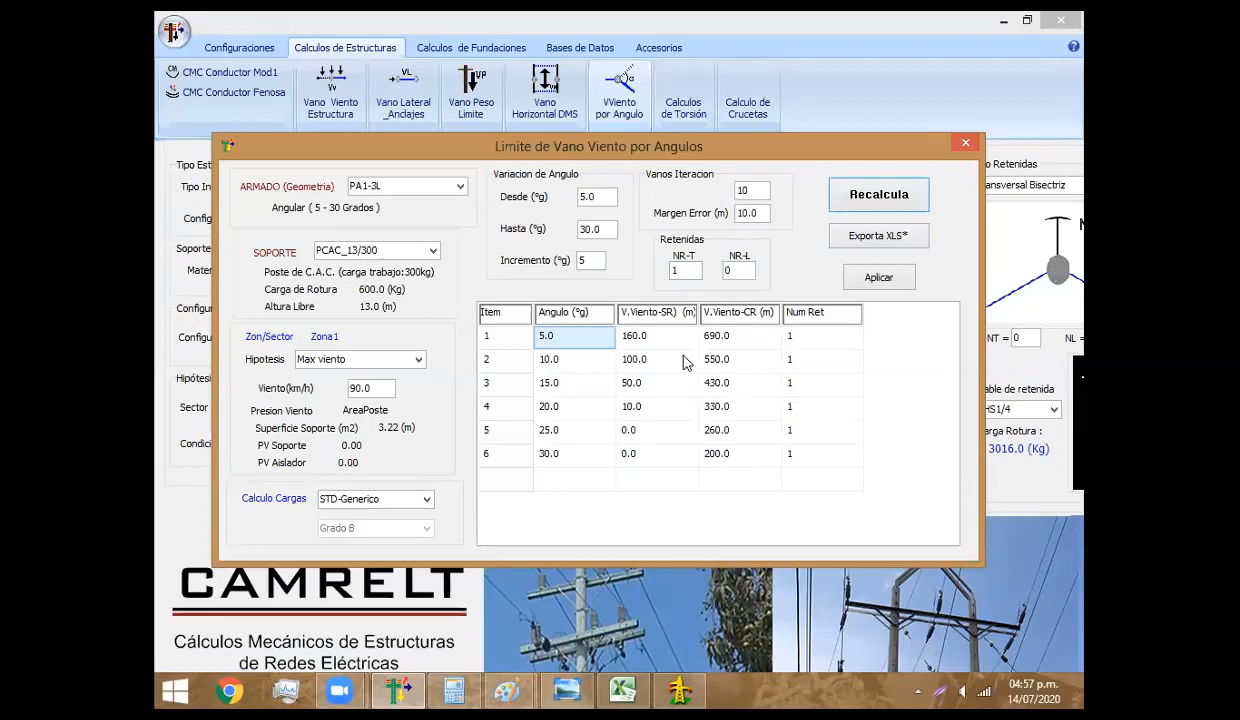 Configuraciones
Calculos de Estructuras
Calculos de Fundaciones
Bases de Datos
Accesorios
CM
CMC Conductor Mod1
CMC Conductor Fenosa
Vv
Vano Viento
Estructura
VL
Vano Lateral
_Anclajes
VP
Vano Peso
Limite
Vano
Horizontal DMS
VViento
por Angulo
Calculos
de Torsión
Calculo de
Crucetas
Limite de Vano Viento por Angulos
ARMADO (Geometria)
PA1-3L
Angular ( 5 - 30 Grados )
SOPORTE
PCAC_13/300
Poste de C.A.C. (carga trabajo:300kg)
Carga de Rotura 600.0 (Kg)
Altura Libre 13.0 (m)
Zon/Sector Zona1
Hipotesis Max viento
Viento(km/h) 90.0
Presion Viento AreaPoste
Superficie Soporte (m2) 3.22 (m)
PV Soporte 0.00
PV Aislador 0.00
Calculo Cargas STD-Generico
Grado B
Variacion de Angulo
Desde (ºg) 5.0
Hasta (ºg) 30.0
Incremento (ºg) 5
Vanos Iteracion
10
Margen Error (m) 10.0
Retenidas
NR-T NR-L
1 0
Recalcula
Exporta XLS*
Aplicar
Item Angulo (ºg) V.Viento-SR) (m) V.Viento-CR (m) Num Ret
1 5.0 160.0 690.0 1
2 10.0 100.0 550.0 1
3 15.0 50.0 430.0 1
4 20.0 10.0 330.0 1
5 25.0 0.0 260.0 1
6 30.0 0.0 200.0 1
Tipo Est
Tipo In
Config
Soporte
Mater
Configur
Config
Hipótesi
Sector
Condici
o Retenidas
ansversal Bisectriz
NT = 0 NL =
able de retenida
HS1/4
arga Rotura :
3016.0 (Kg)
CAMRELT
Cálculos Mecánicos de Estructuras
de Redes Eléctricas
04:57 p.m.
14/07/2020